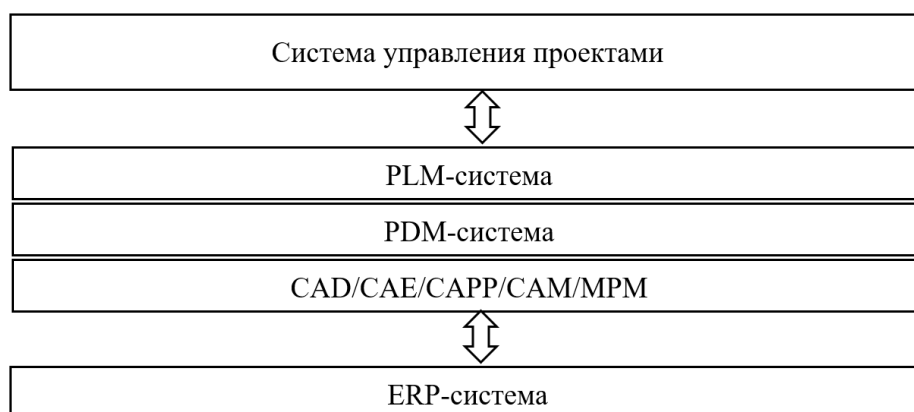 Система управления проектами
PLM-система
PDM-система
CAD/CAE/CAPP/CAM/MPM
ERP-система